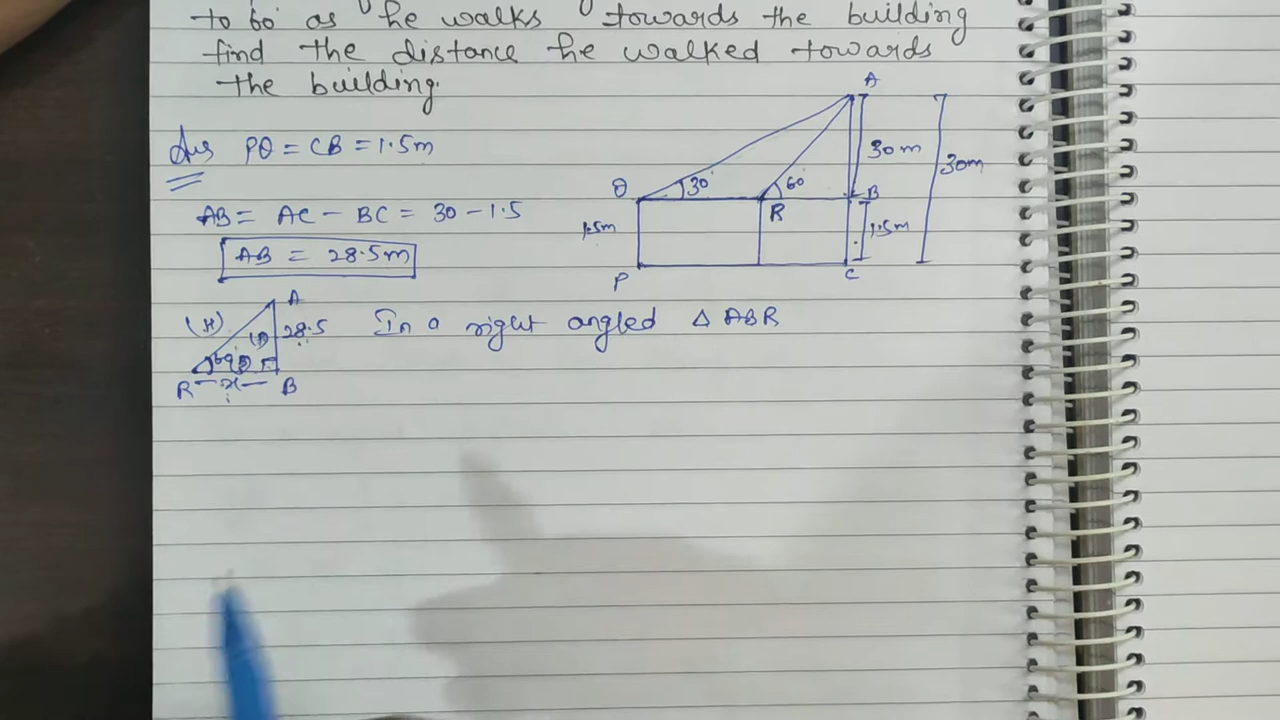 to 60° as he walks towards the building
find the distance he walked towards
the building.
Ans PQ = CB = 1.5m
AB = AC - BC = 30 - 1.5
AB = 28.5m
A
30m
30m
Q 30° 60° B
R
1.5m
1.5m
P
C
A
(H)
28.5 In a right angled Δ ABR
R x B